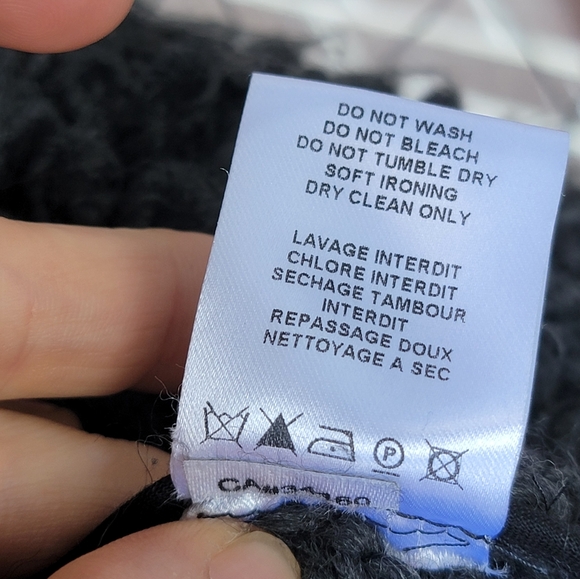 DO NOT WASH
DO NOT BLEACH
DO NOT TUMBLE DRY
SOFT IRONING
DRY CLEAN ONLY
LAVAGE INTERDIT
CHLORE INTERDIT
SECHAGE TAMBOUR
INTERDIT
REPASSAGE DOUX
NETTOYAGE A SEC
P